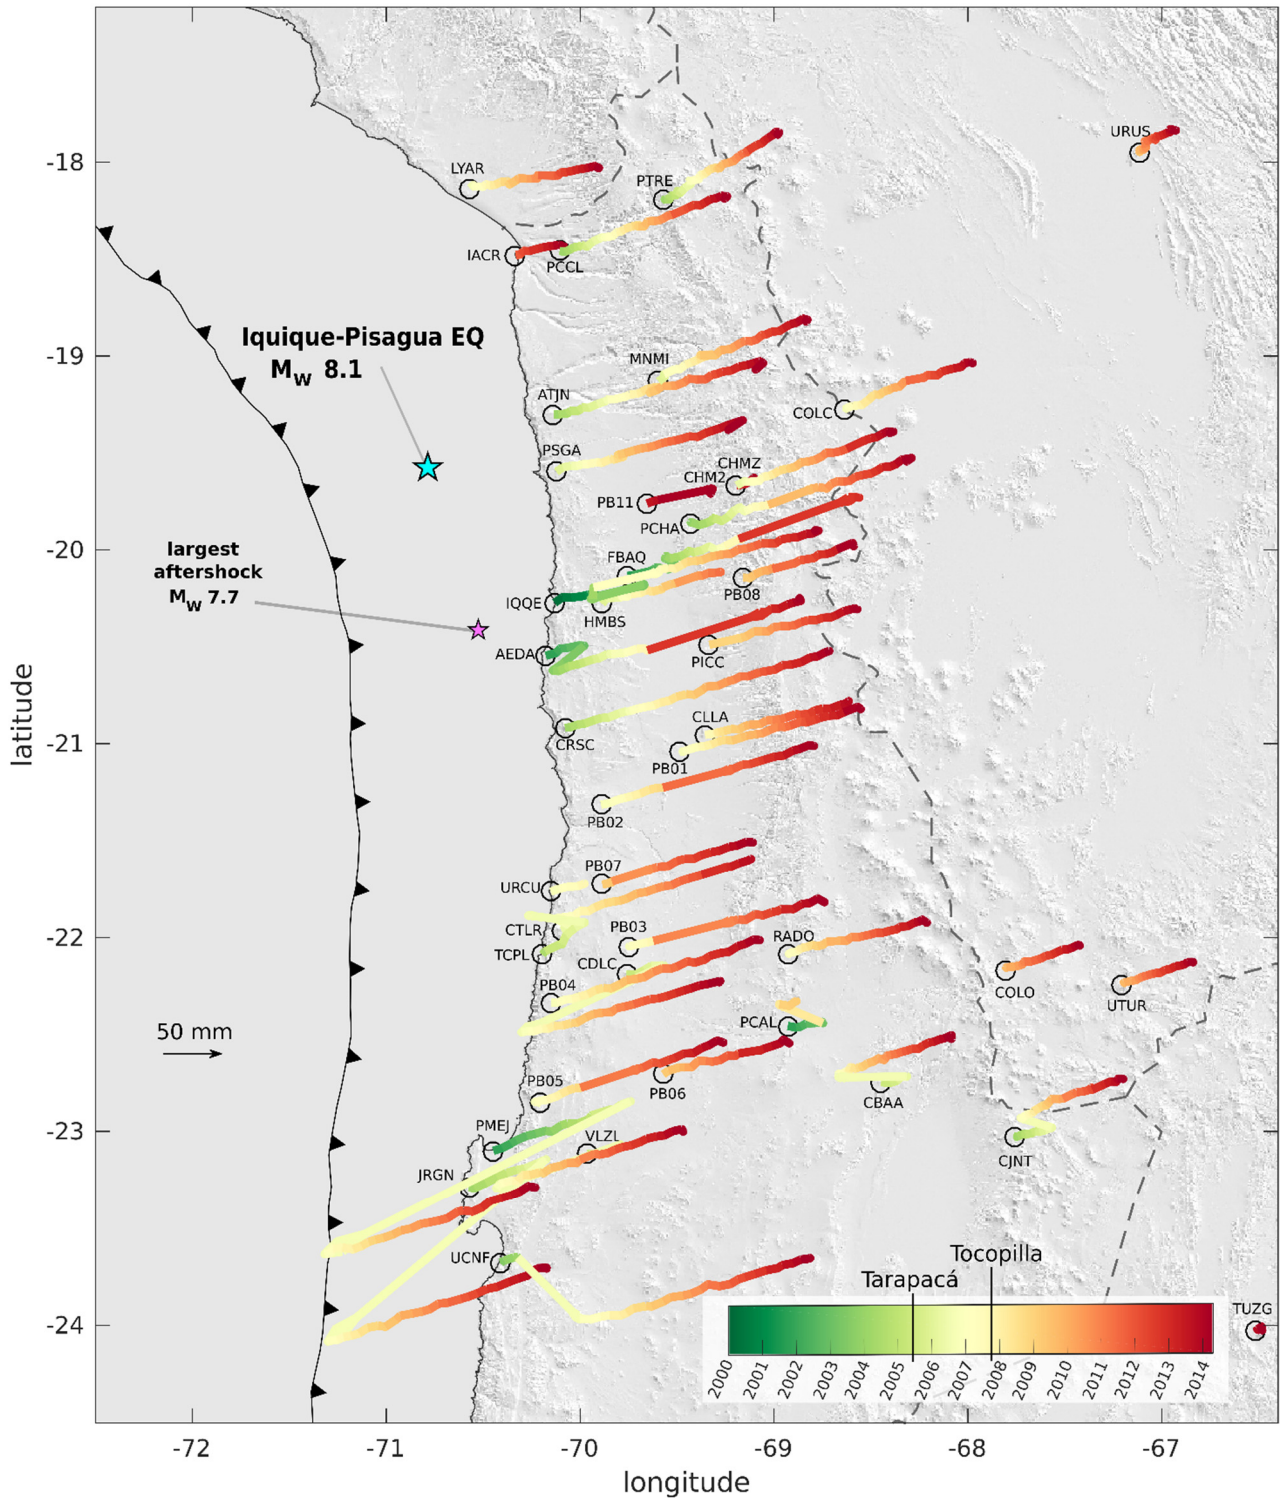 -18
-19
-20
-21
-22
-23
-24
latitude
-72
-71
-70
-69
-68
-67
longitude
URUS
LYAR
PTRE
IACR
PCCL
Iquique-Pisagua EQ
MW 8.1
MNMI
ATJN
COLC
PSGA
CHMZ
CHM2
PB11
PCHA
largest
aftershock
MW 7.7
FBAQ
PB08
IQQE
HMBS
AEDA
PICC
CLLA
CRSC
PB01
PB02
PB07
URCU
CTLR
PB03
RADO
TCPL
CDLC
PB04
COLO
UTUR
PCAL
50 mm
PB05
PB06
CBAA
PMEJ
VLZL
CJNT
JRGN
UCNF
Tocopilla
Tarapacá
TUZG
2000
2001
2002
2003
2004
2005
2006
2007
2008
2009
2010
2011
2012
2013
2014